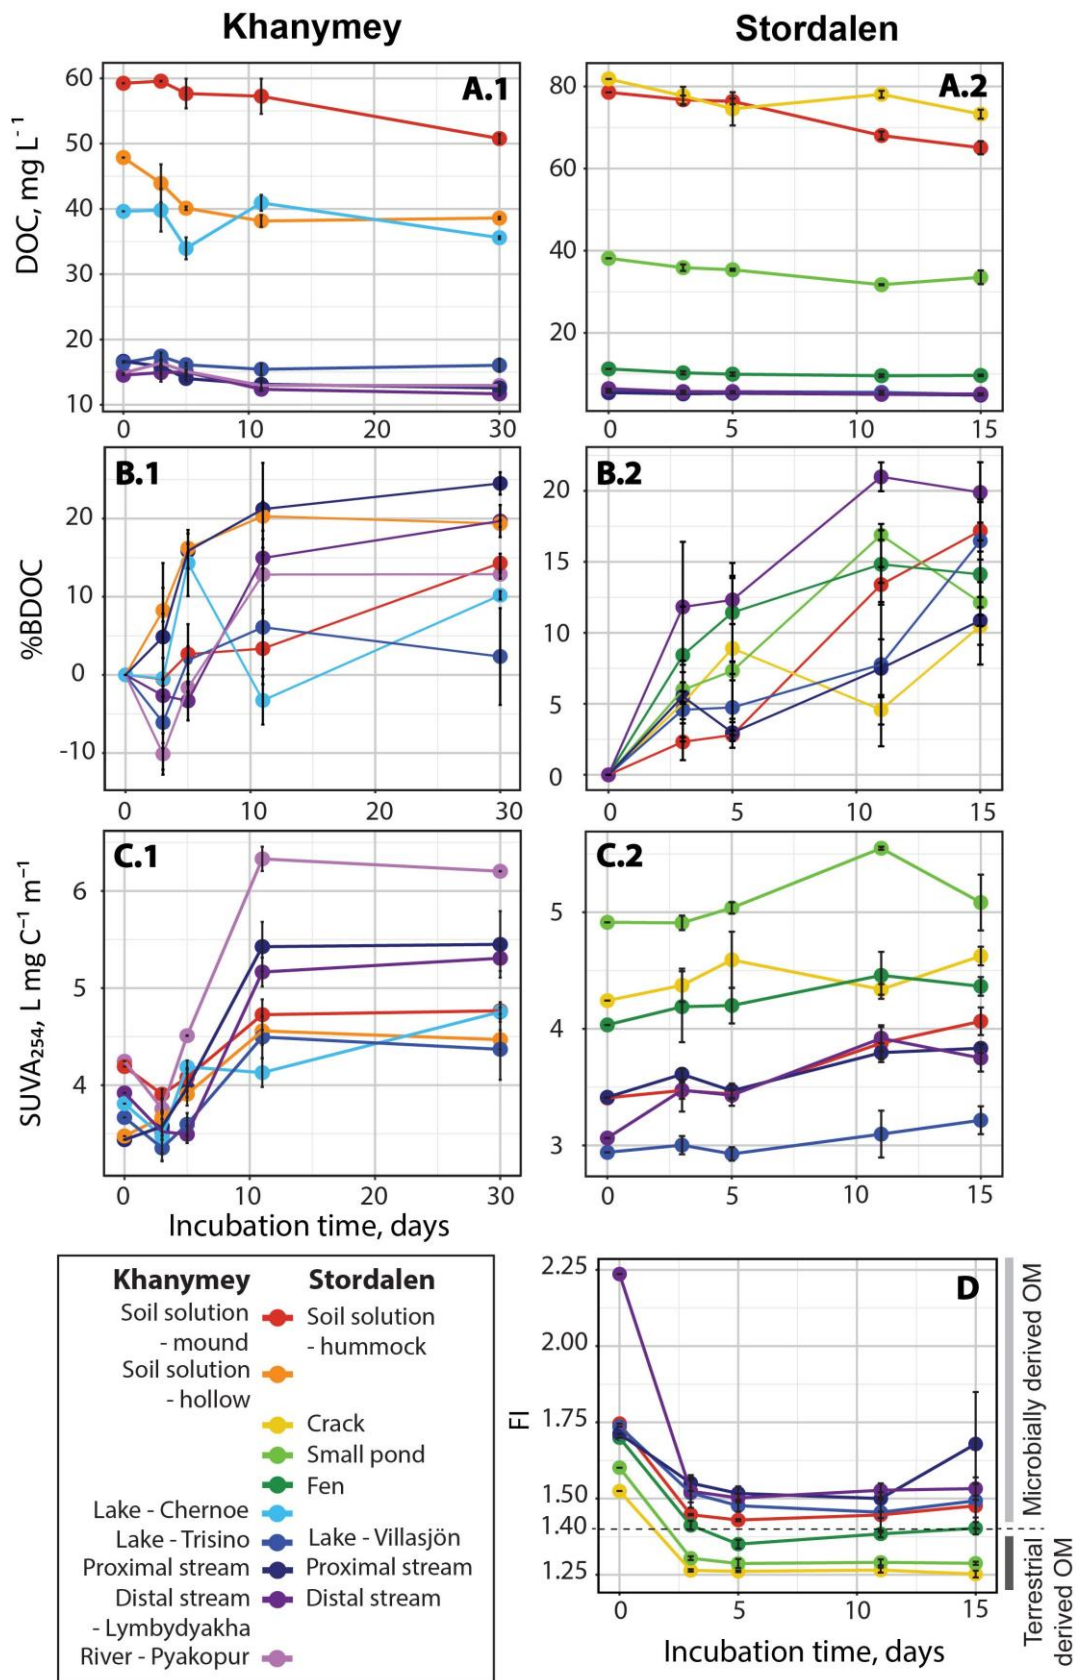 Khanymey
Stordalen
A.1
60
50
40
30
20
10
DOC, mg L⁻¹
0
10
20
30
A.2
80
60
40
20
0
5
10
15
B.1
20
10
0
-10
%BDOC
0
10
20
30
B.2
20
15
10
5
0
0
5
10
15
C.1
6
5
4
SUVA₂₅₄, L mg C⁻¹ m⁻¹
0
10
20
30
Incubation time, days
C.2
5
4
3
0
5
10
15
Khanymey Stordalen
Soil solution
- mound
Soil solution
- hummock
Soil solution
- hollow
Crack
Small pond
Fen
Lake - Chernoe
Lake - Trisino
Lake - Villasjön
Proximal stream
Proximal stream
Distal stream
- Lymbydyakha
Distal stream
River - Pyakopur
D
2.25
2.00
1.75
1.50
1.40
1.25
FI
0
5
10
15
Incubation time, days
Microbially derived OM
Terrestrial
derived OM